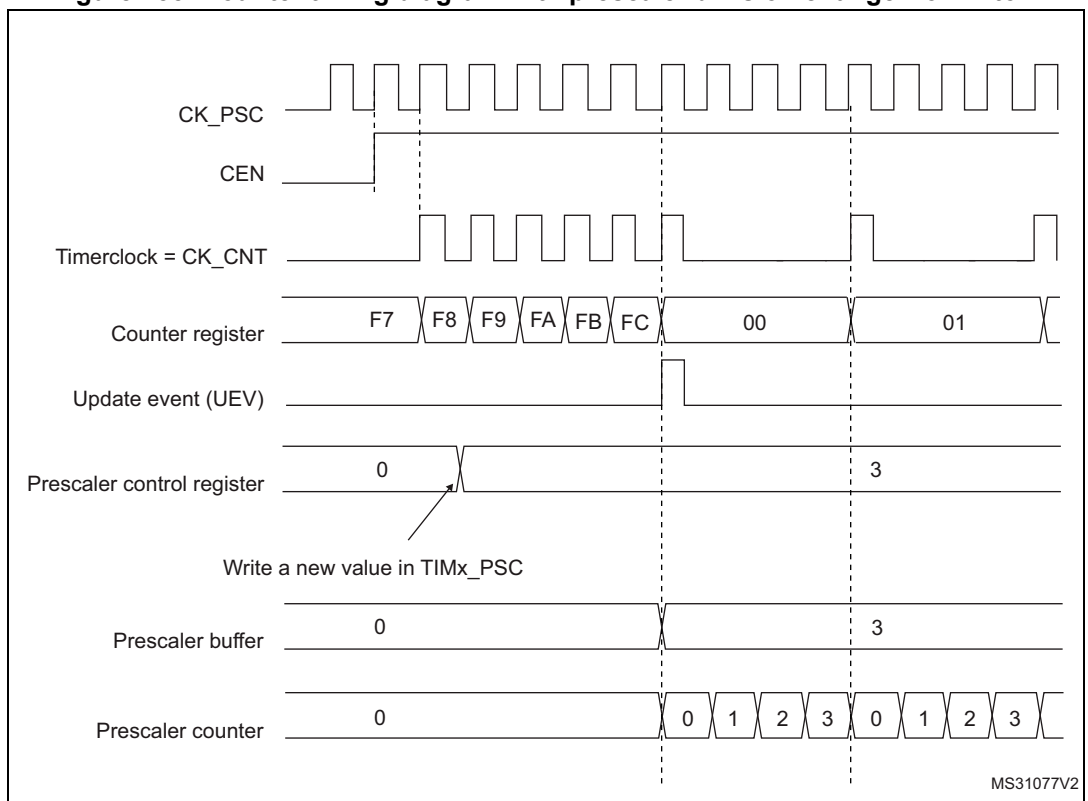 CK_PSC
CEN
Timerclock = CK_CNT
Counter register F7 F8 F9 FA FB FC 00 01
Update event (UEV)
Prescaler control register 0 3
Write a new value in TIMx_PSC
Prescaler buffer 0 3
Prescaler counter 0 0 1 2 3 0 1 2 3
MS31077V2